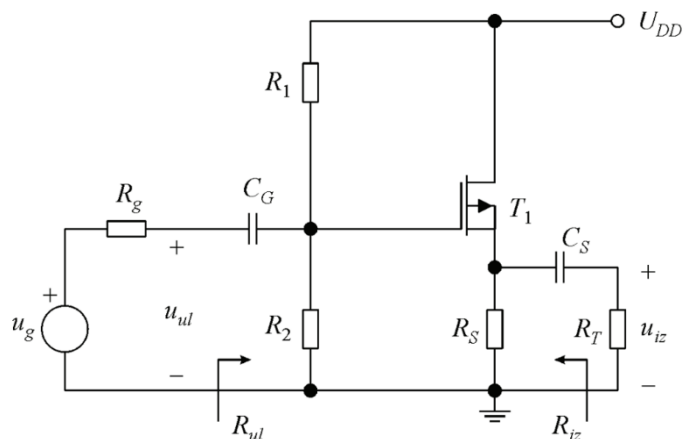 U_DD
R_1
R_g
C_G
T_1
C_S
+
+
+
u_g
u_ul
R_2
R_S
R_T
u_iz
−
−
R_ul
R_iz